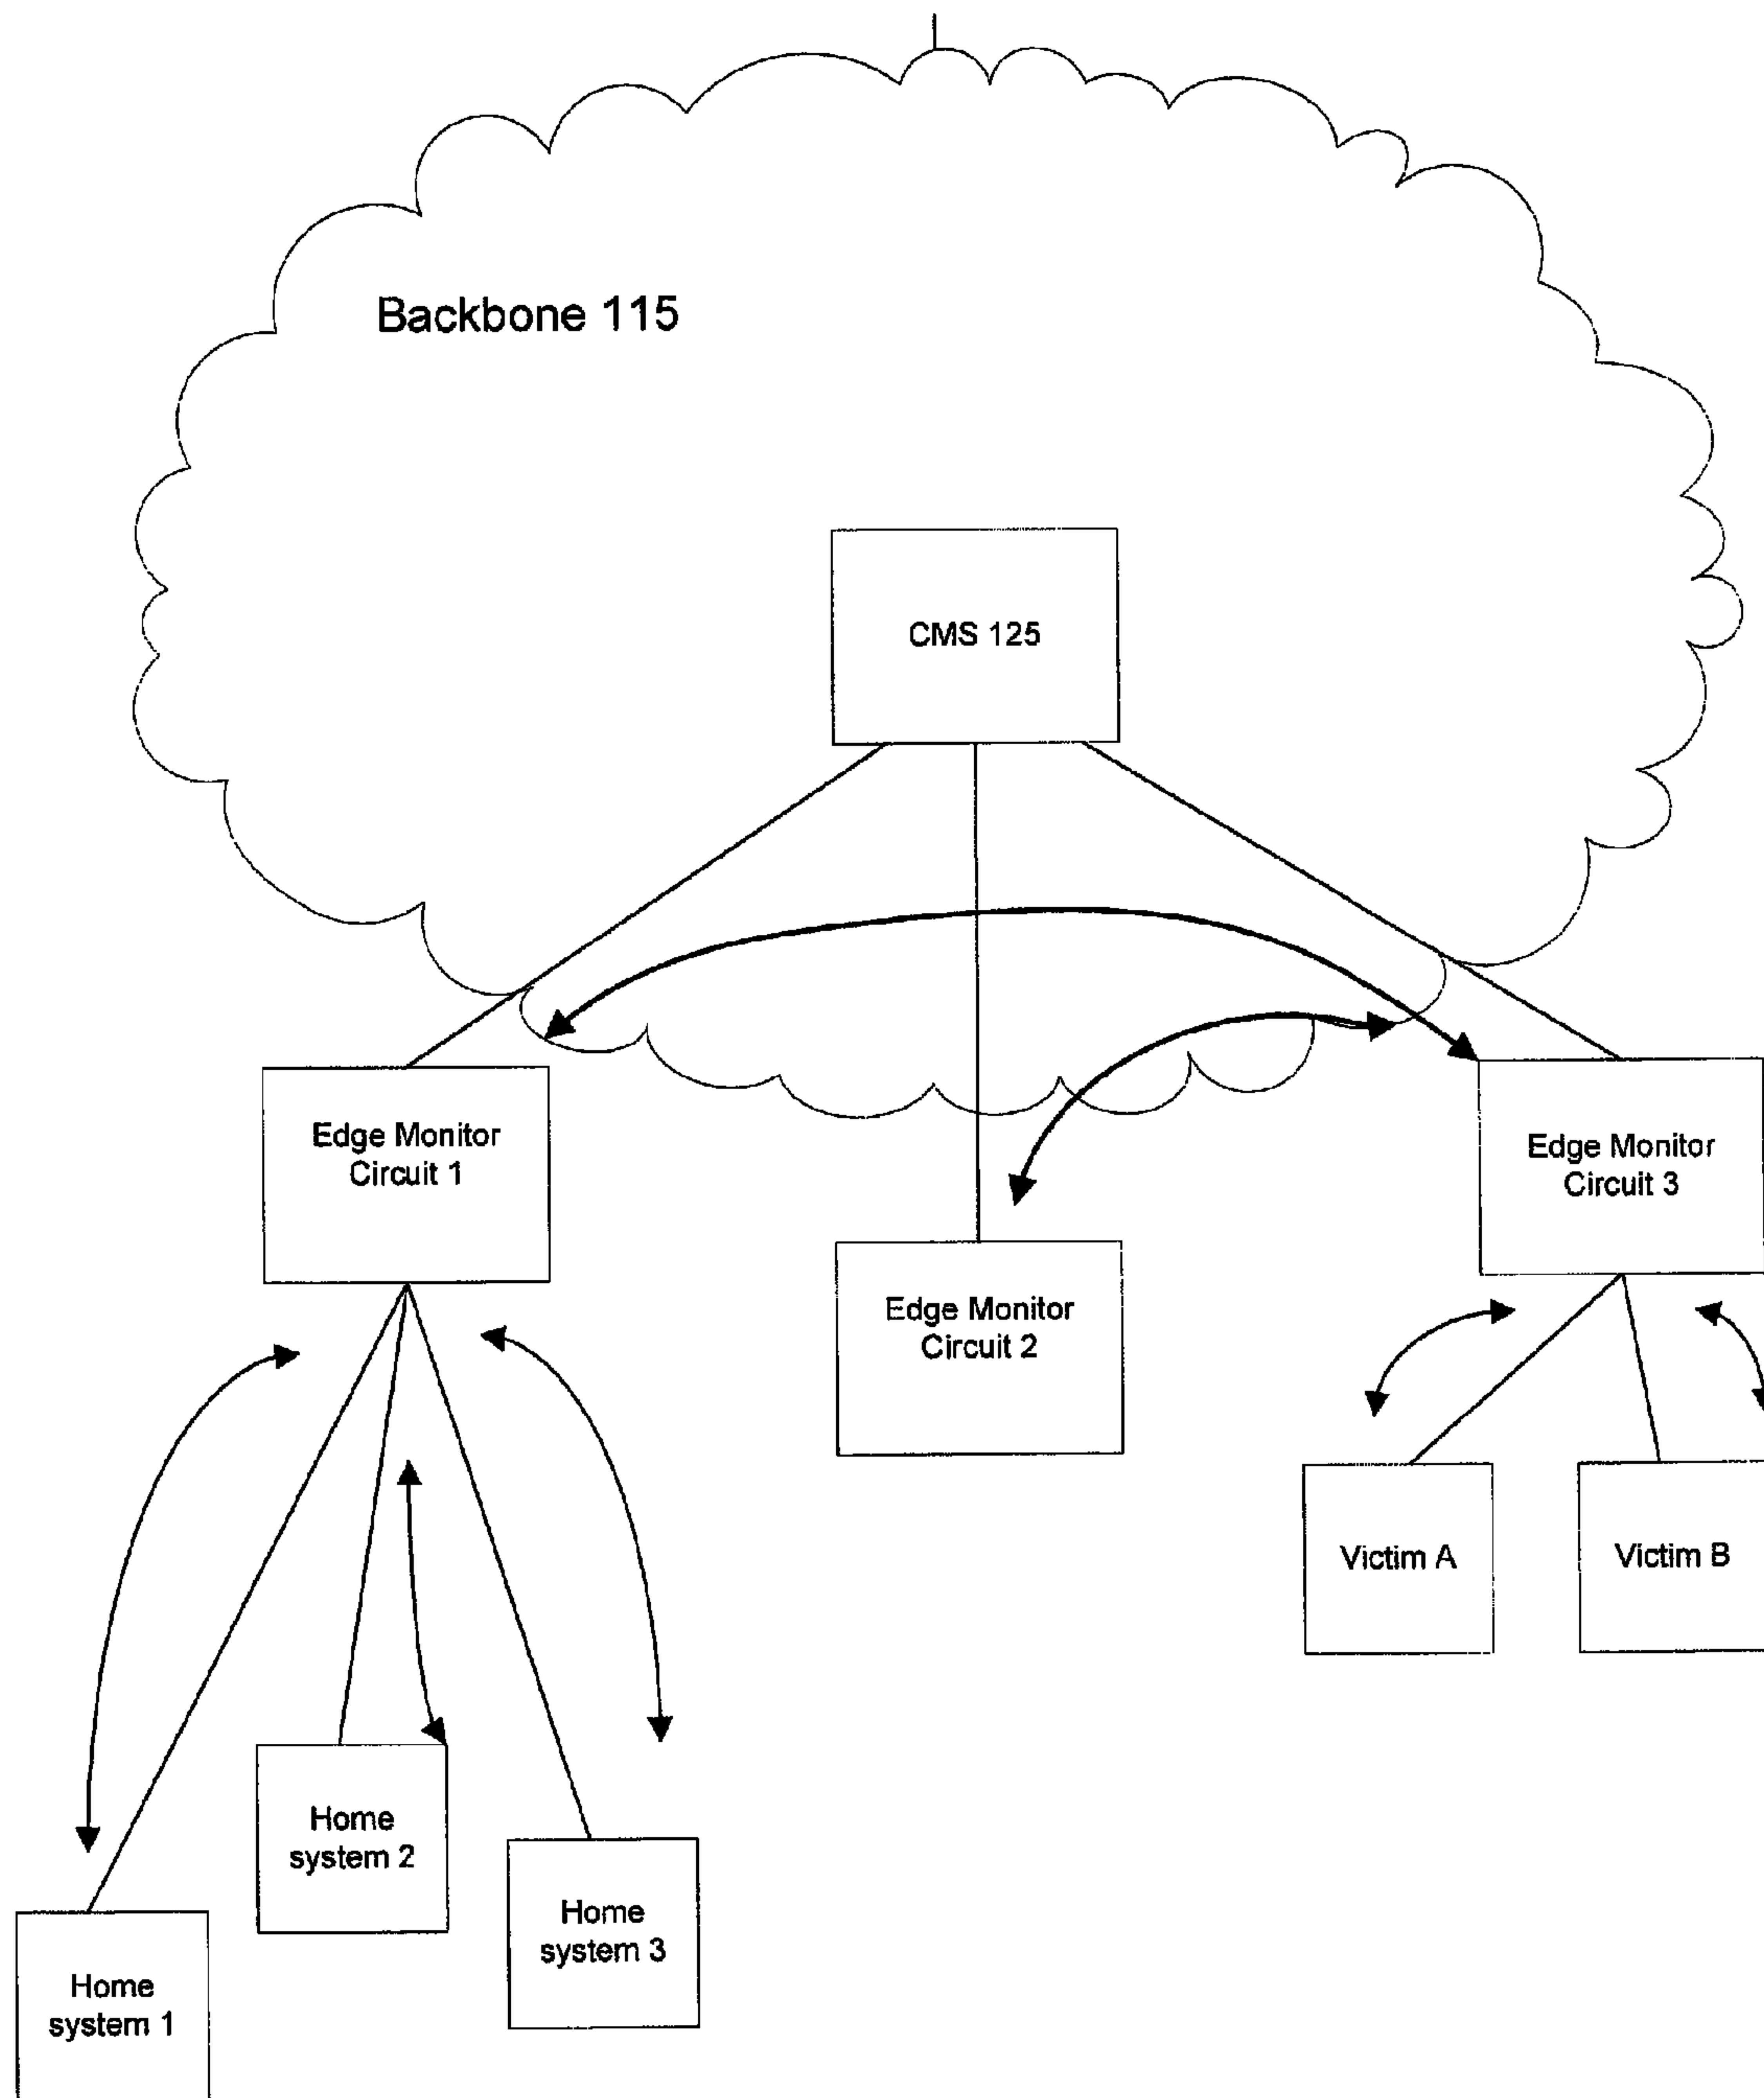 Backbone 115
CMS 125
Edge Monitor
Circuit 1
Edge Monitor
Circuit 2
Edge Monitor
Circuit 3
Victim A
Victim B
Home
system 2
Home
system 3
Home
system 1